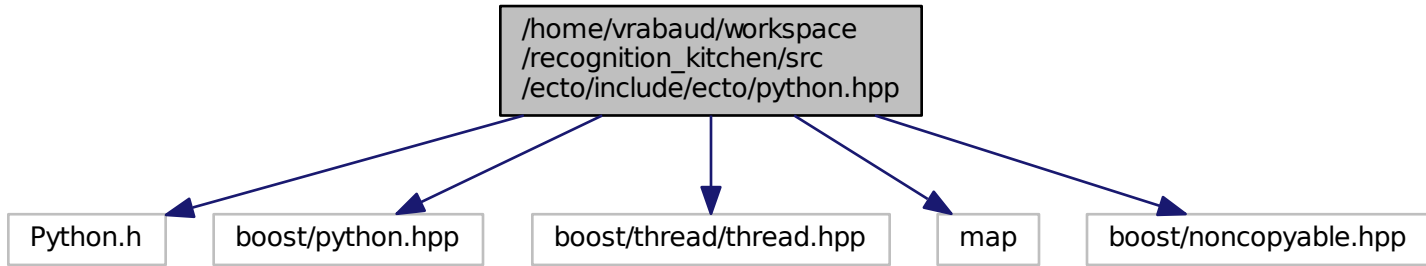 /home/vrabaud/workspace
/recognition_kitchen/src
/ecto/include/ecto/python.hpp
Python.h
boost/python.hpp
boost/thread/thread.hpp
map
boost/noncopyable.hpp